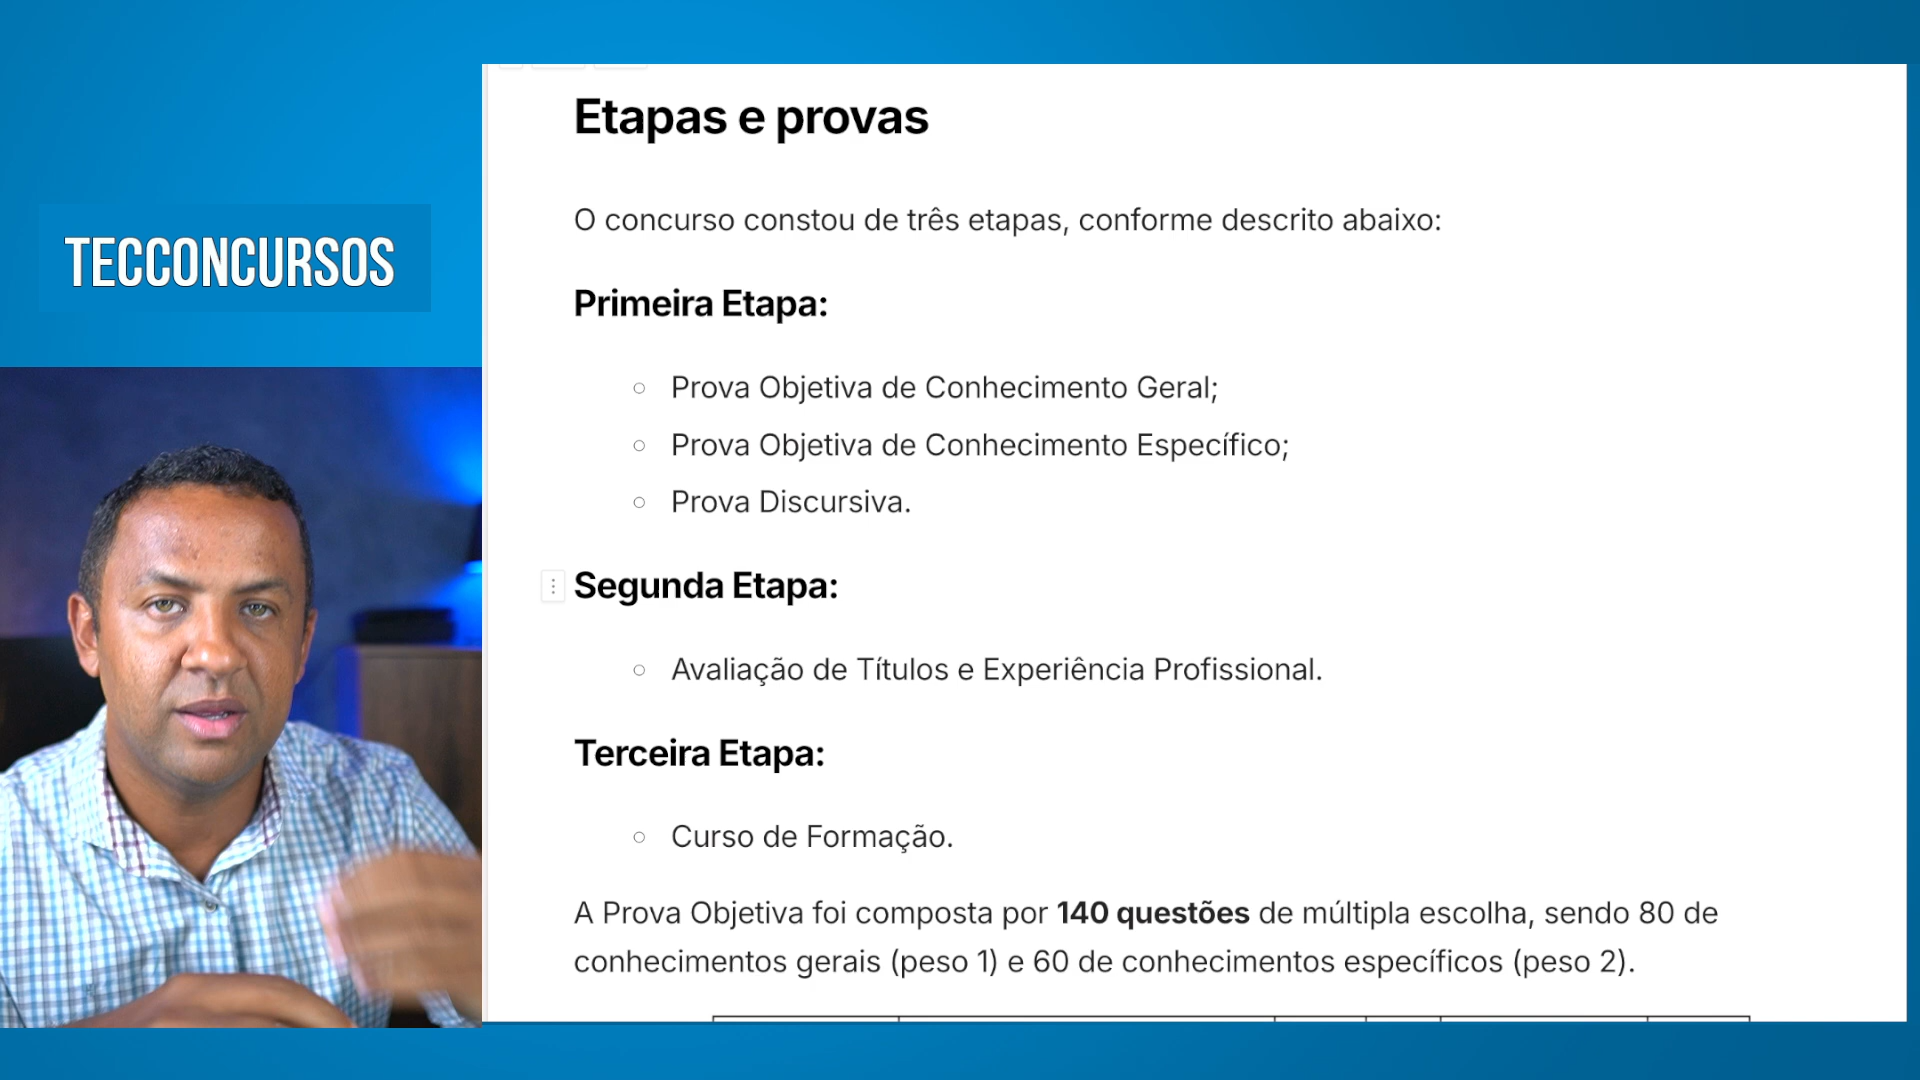 TECCONCURSOS
Etapas e provas
O concurso constou de três etapas, conforme descrito abaixo:
Primeira Etapa:
Prova Objetiva de Conhecimento Geral;
Prova Objetiva de Conhecimento Específico;
Prova Discursiva.
Segunda Etapa:
Avaliação de Títulos e Experiência Profissional.
Terceira Etapa:
Curso de Formação.
A Prova Objetiva foi composta por 140 questões de múltipla escolha, sendo 80 de
conhecimentos gerais (peso 1) e 60 de conhecimentos específicos (peso 2).